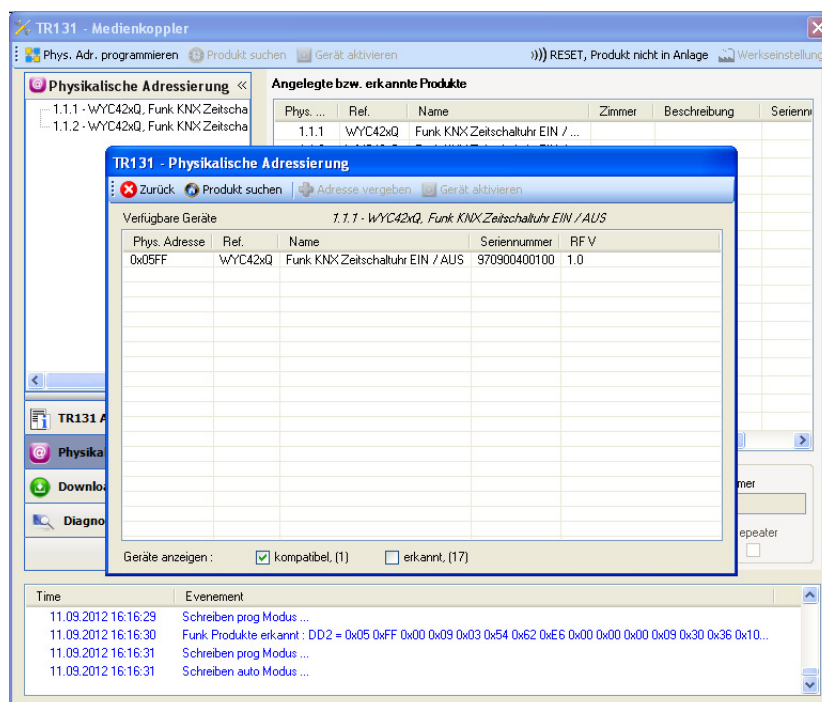 TR131 - Medienkoppler
Phys. Adr. programmieren Produkt suchen Gerät aktivieren ))) RESET, Produkt nicht in Anlage Werkseinstellung
Physikalische Adressierung «
1.1.1 - WYC42xQ, Funk KNX Zeitscha
1.1.2 - WYC42xQ, Funk KNX Zeitscha
Angelegte bzw. erkannte Produkte
Phys. ... Ref. Name Zimmer Beschreibung Seriennu
1.1.1 WYC42xQ Funk KNX Zeitschaltuhr EIN / ...
TR131 - Physikalische Adressierung
Zurück Produkt suchen Adresse vergeben Gerät aktivieren
Verfügbare Geräte 1.1.1 - WYC42xQ, Funk KNX Zeitschaltuhr EIN / AUS
Phys. Adresse Ref. Name Seriennummer RF V
0x05FF WYC42xQ Funk KNX Zeitschaltuhr EIN / AUS 970900400100 1.0
Geräte anzeigen : kompatibel, (1) erkannt, (17)
TR131 A
Physika
Downloa
Diagno
mer
epeater
Time Evenement
11.09.2012 16:16:29 Schreiben prog Modus ...
11.09.2012 16:16:30 Funk Produkte erkannt : DD2 = 0x05 0xFF 0x00 0x09 0x03 0x54 0x62 0xE6 0x00 0x00 0x00 0x09 0x30 0x36 0x10...
11.09.2012 16:16:31 Schreiben prog Modus ...
11.09.2012 16:16:31 Schreiben auto Modus ...